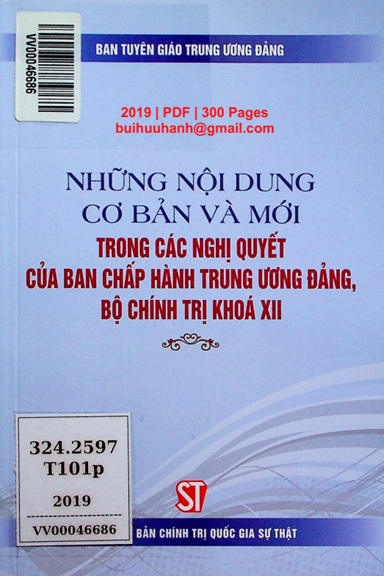 VV00046686
BAN TUYÊN GIÁO TRUNG ƯƠNG ĐẢNG
2019 | PDF | 300 Pages
buihuuhanh@gmail.com
NHỮNG NỘI DUNG
CƠ BẢN VÀ MỚI
TRONG CÁC NGHỊ QUYẾT
CỦA BAN CHẤP HÀNH TRUNG ƯƠNG ĐẢNG,
BỘ CHÍNH TRỊ KHOÁ XII
324.2597
T101p
2019
VV00046686
ST
BẢN CHÍNH TRỊ QUỐC GIA SỰ THẬT